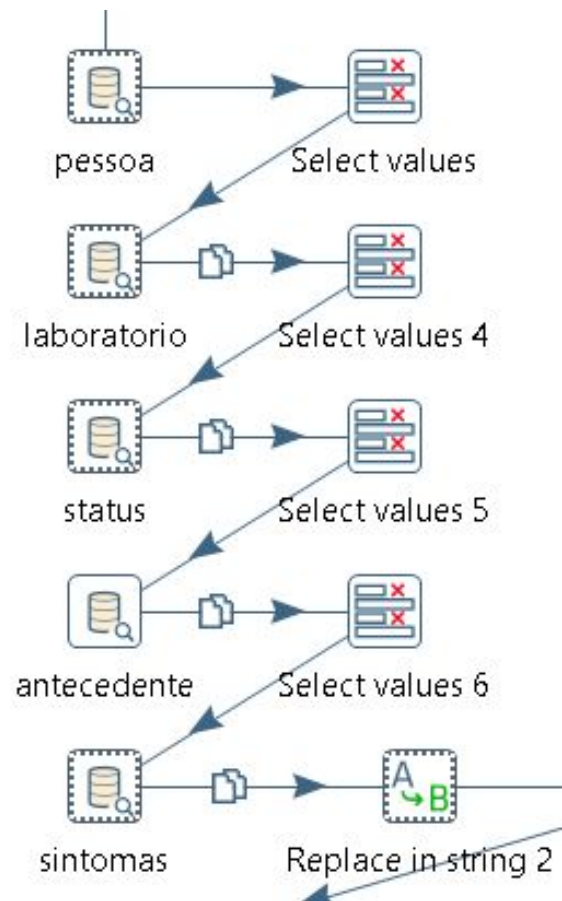 pessoa
Select values
laboratorio
Select values 4
status
Select values 5
antecedente
Select values 6
A
B
sintomas
Replace in string 2